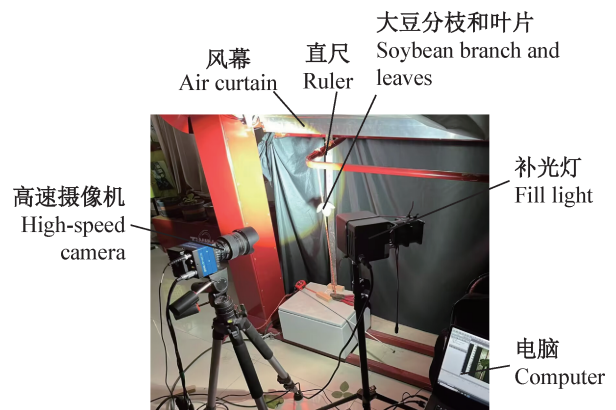 大豆分枝和叶片
Soybean branch and
leaves
风幕
Air curtain
直尺
Ruler
补光灯
Fill light
高速摄像机
High-speed
camera
电脑
Computer